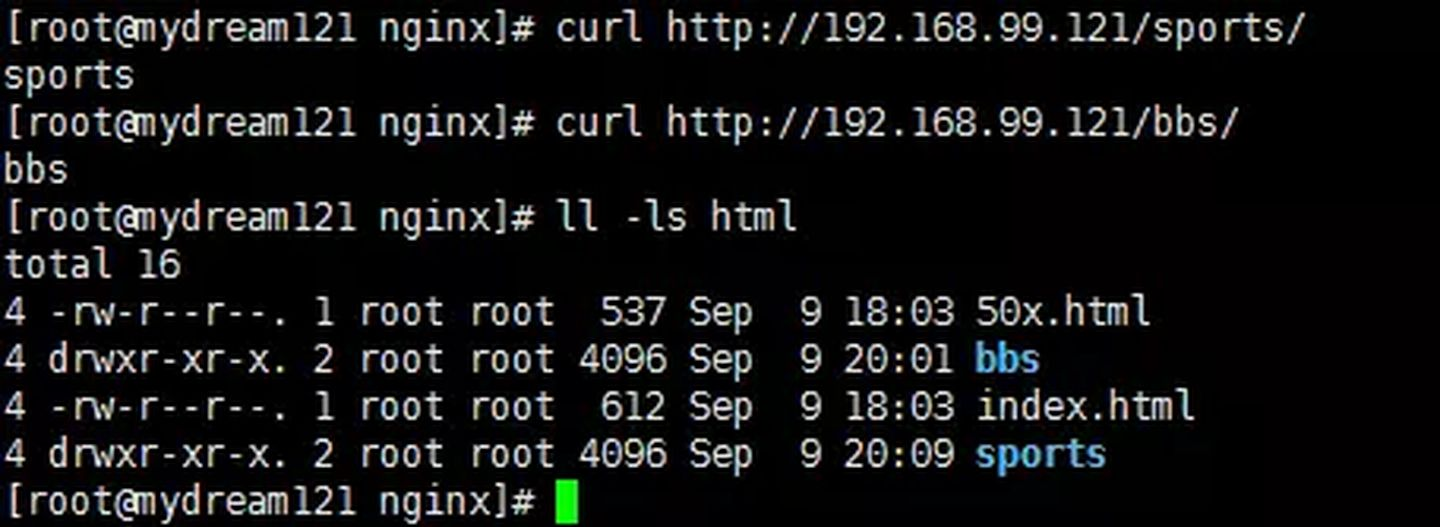 [root@mydream121 nginx]# curl http://192.168.99.121/sports/
sports
[root@mydream121 nginx]# curl http://192.168.99.121/bbs/
bbs
[root@mydream121 nginx]# ll -ls html
total 16
4 -rw-r--r--. 1 root root  537 Sep  9 18:03 50x.html
4 drwxr-xr-x. 2 root root 4096 Sep  9 20:01 bbs
4 -rw-r--r--. 1 root root  612 Sep  9 18:03 index.html
4 drwxr-xr-x. 2 root root 4096 Sep  9 20:09 sports
[root@mydream121 nginx]#